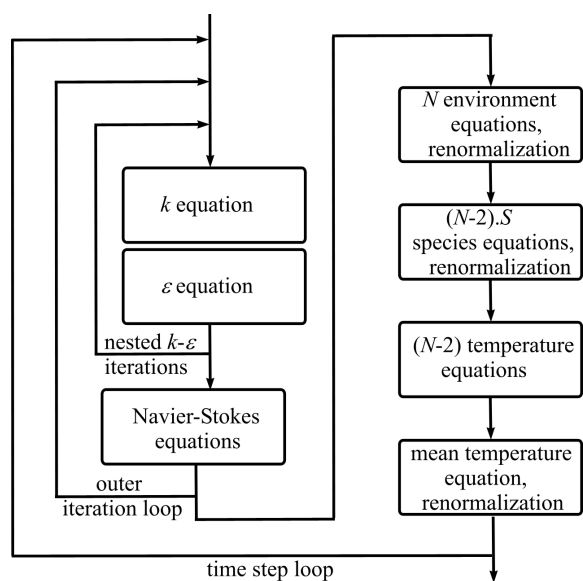 k equation
ε equation
nested k-ε
iterations
Navier-Stokes
equations
outer
iteration loop
N environment
equations,
renormalization
(N-2).S
species equations,
renormalization
(N-2) temperature
equations
mean temperature
equation,
renormalization
time step loop